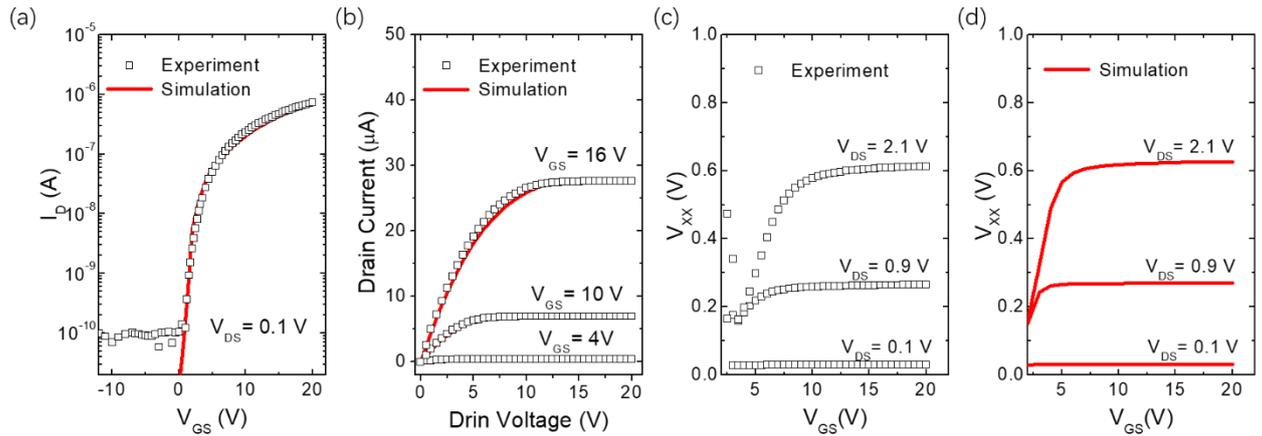 (a)
10^-5
10^-6
10^-7
10^-8
10^-9
10^-10
I_D (A)
Experiment
Simulation
V_DS = 0.1 V
-10
0
10
20
V_GS (V)
(b)
50
40
30
20
10
0
Drain Current (μA)
Experiment
Simulation
V_GS = 16 V
V_GS = 10 V
V_GS = 4V
0
5
10
15
20
Drin Voltage (V)
(c)
1.0
0.8
0.6
0.4
0.2
0.0
V_XX (V)
Experiment
V_DS = 2.1 V
V_DS = 0.9 V
V_DS = 0.1 V
5
10
15
20
V_GS(V)
(d)
1.0
0.8
0.6
0.4
0.2
0.0
V_XX (V)
Simulation
V_DS = 2.1 V
V_DS = 0.9 V
V_DS = 0.1 V
5
10
15
20
V_GS(V)